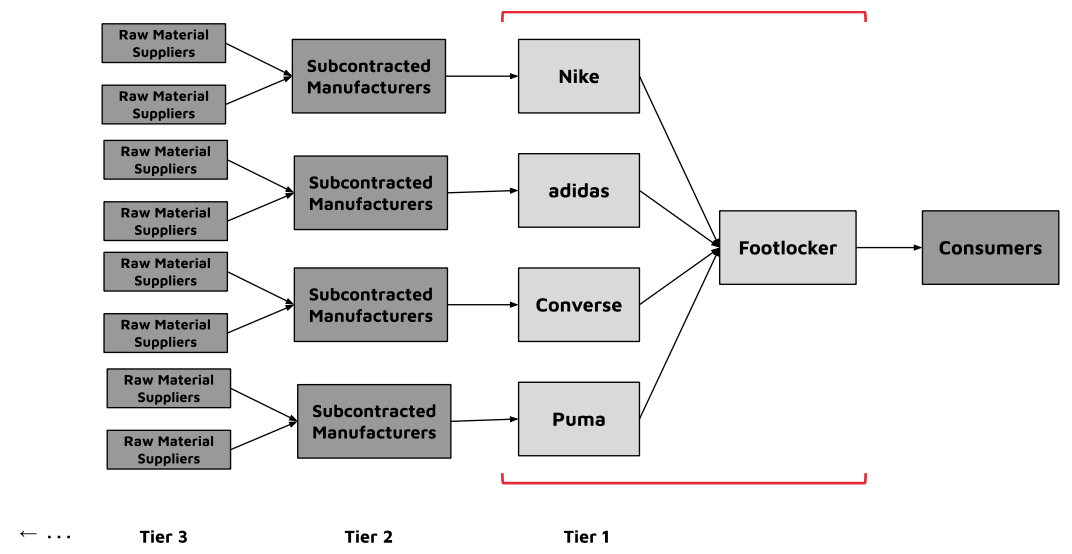 Raw Material
Suppliers
Raw Material
Suppliers
Subcontracted
Manufacturers
Nike
Raw Material
Suppliers
Raw Material
Suppliers
Subcontracted
Manufacturers
adidas
Raw Material
Suppliers
Raw Material
Suppliers
Subcontracted
Manufacturers
Converse
Raw Material
Suppliers
Raw Material
Suppliers
Subcontracted
Manufacturers
Puma
Footlocker
Consumers
← ... Tier 3 Tier 2 Tier 1